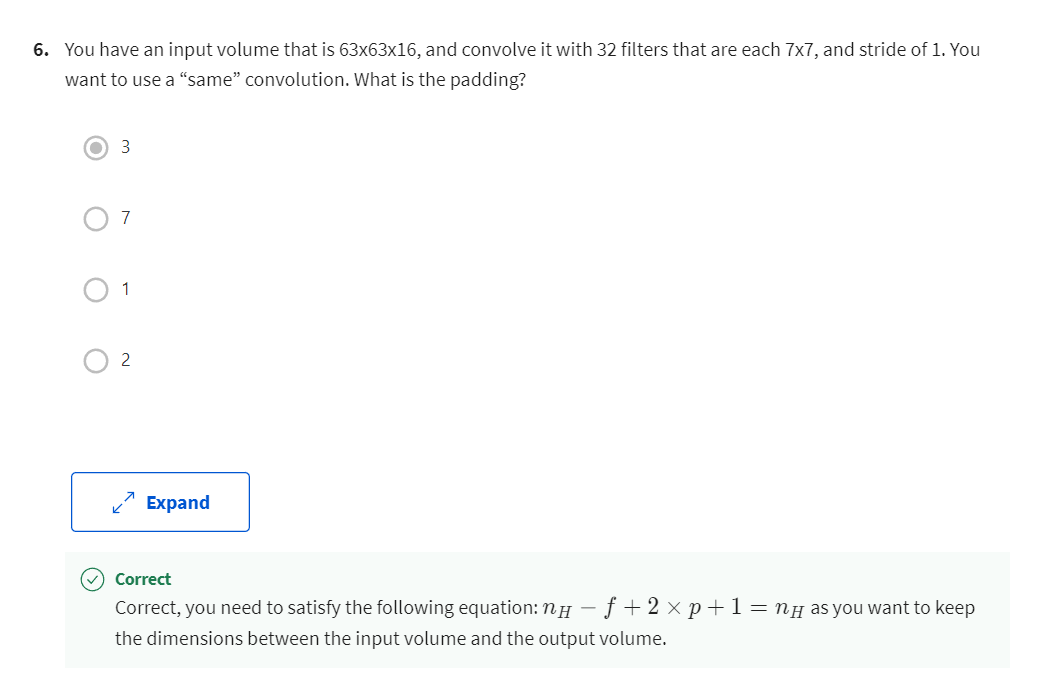 6. You have an input volume that is 63x63x16, and convolve it with 32 filters that are each 7x7, and stride of 1. You
want to use a “same” convolution. What is the padding?
3
7
1
2
Expand
Correct
Correct, you need to satisfy the following equation: n_H − f + 2 × p + 1 = n_H as you want to keep
the dimensions between the input volume and the output volume.